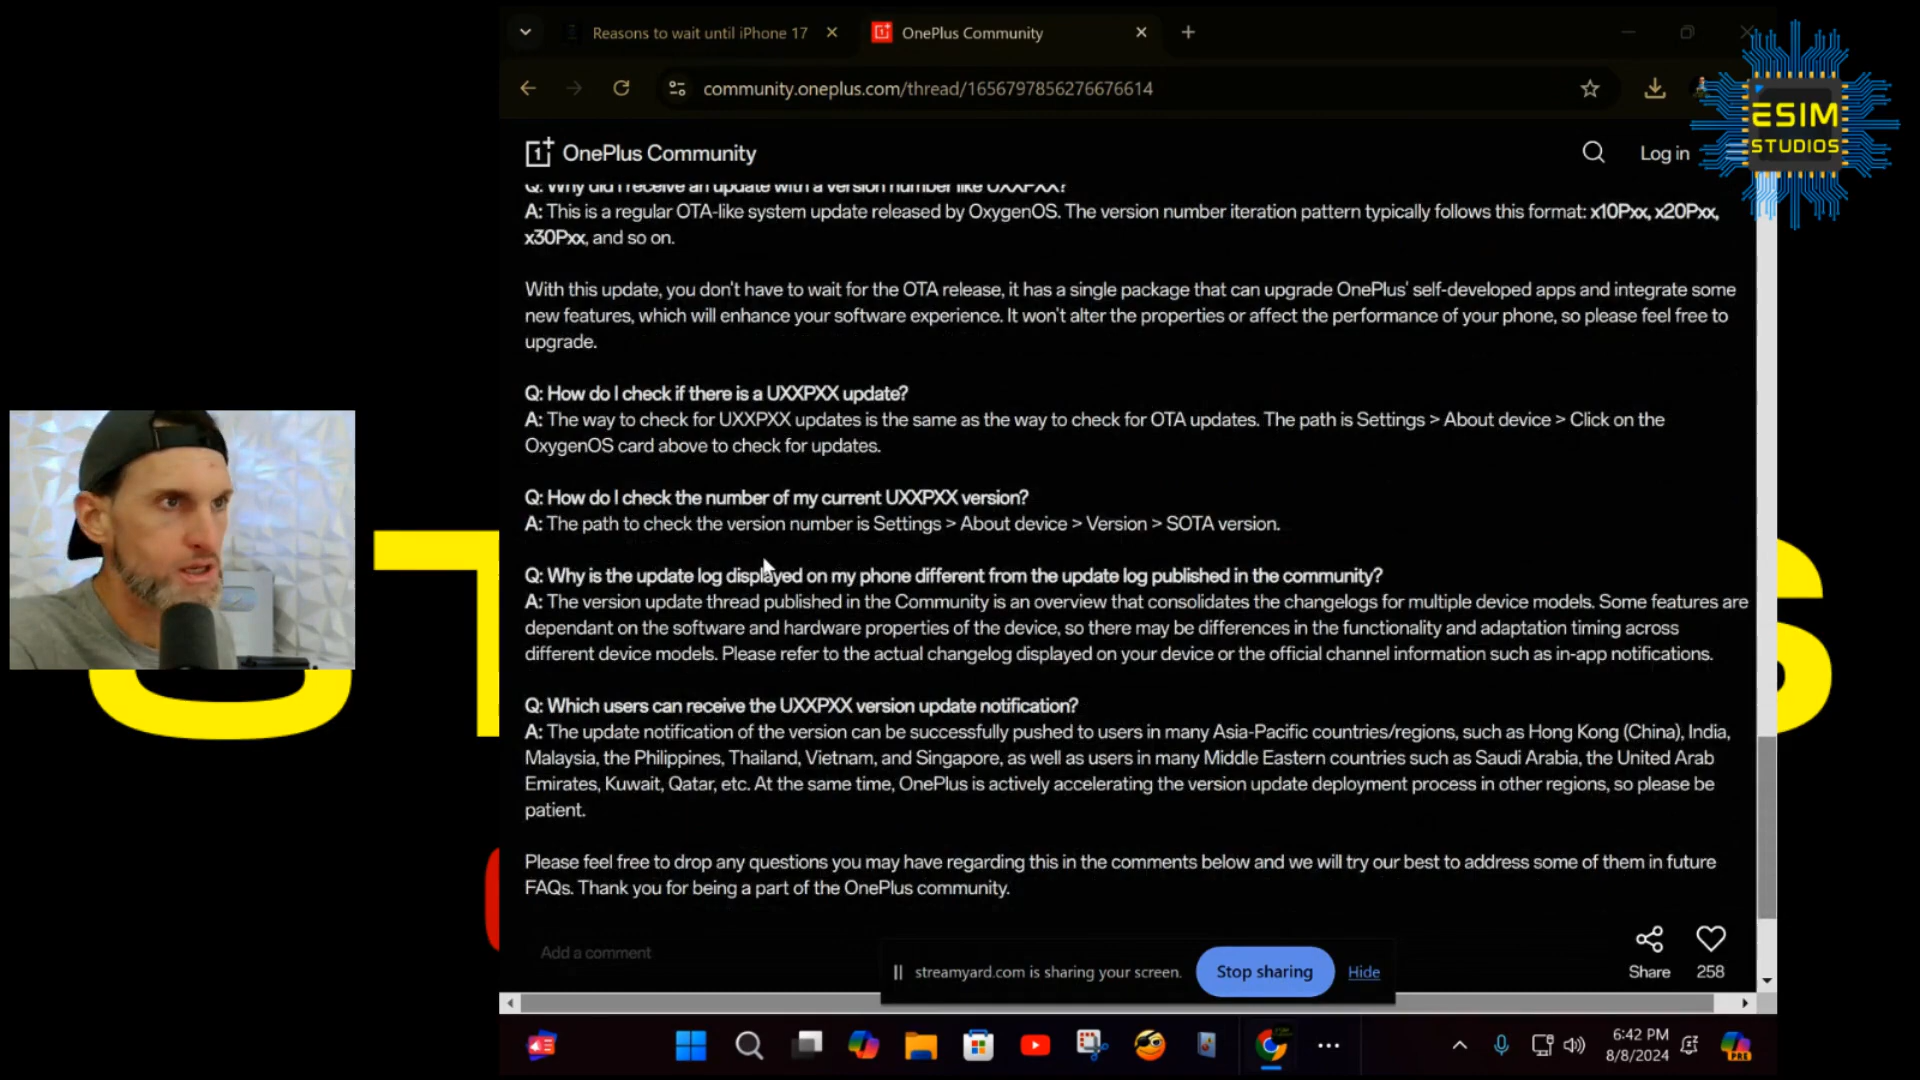 Reasons to wait until iPhone 17
OnePlus Community
community.oneplus.com/thread/1656797856276676614
ESIM
STUDIOS
OnePlus Community
Log in
Q: Why did I receive an update with a version number like UXXPXX?
A: This is a regular OTA-like system update released by OxygenOS. The version number iteration pattern typically follows this format: x10Pxx, x20Pxx,
x30Pxx, and so on.
With this update, you don't have to wait for the OTA release, it has a single package that can upgrade OnePlus' self-developed apps and integrate some
new features, which will enhance your software experience. It won't alter the properties or affect the performance of your phone, so please feel free to
upgrade.
Q: How do I check if there is a UXXPXX update?
A: The way to check for UXXPXX updates is the same as the way to check for OTA updates. The path is Settings > About device > Click on the
OxygenOS card above to check for updates.
Q: How do I check the number of my current UXXPXX version?
A: The path to check the version number is Settings > About device > Version > SOTA version.
Q: Why is the update log displayed on my phone different from the update log published in the community?
A: The version update thread published in the Community is an overview that consolidates the changelogs for multiple device models. Some features are
dependant on the software and hardware properties of the device, so there may be differences in the functionality and adaptation timing across
different device models. Please refer to the actual changelog displayed on your device or the official channel information such as in-app notifications.
Q: Which users can receive the UXXPXX version update notification?
A: The update notification of the version can be successfully pushed to users in many Asia-Pacific countries/regions, such as Hong Kong (China), India,
Malaysia, the Philippines, Thailand, Vietnam, and Singapore, as well as users in many Middle Eastern countries such as Saudi Arabia, the United Arab
Emirates, Kuwait, Qatar, etc. At the same time, OnePlus is actively accelerating the version update deployment process in other regions, so please be
patient.
Please feel free to drop any questions you may have regarding this in the comments below and we will try our best to address some of them in future
FAQs. Thank you for being a part of the OnePlus community.
Add a comment
Share
258
streamyard.com is sharing your screen.
Stop sharing
Hide
6:42 PM
8/8/2024
PRE